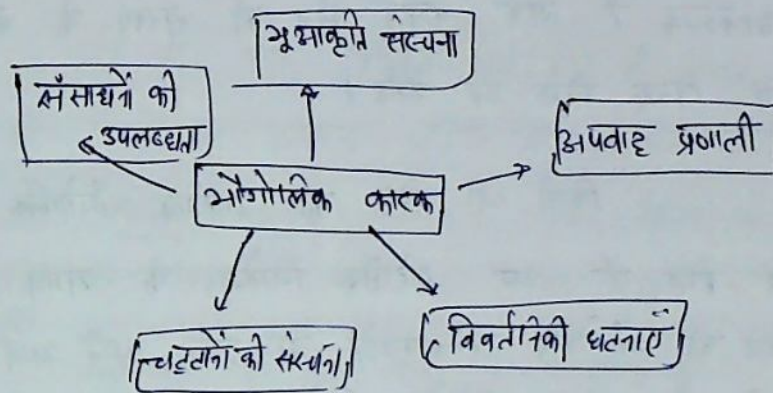 भूआकृति संरचना
संसाधनों की
उपलब्धता
अपवाह प्रणाली
भौगोलिक कारक
चट्टानों की संरचना
विवर्तनिकी घटनाएँ